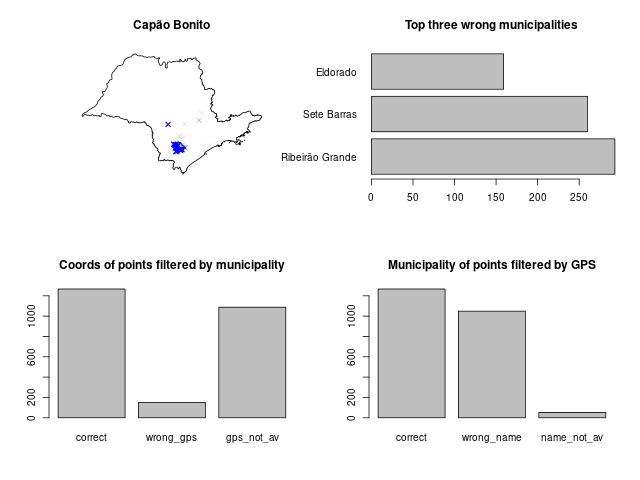 Capão Bonito
Top three wrong municipalities
Eldorado
Sete Barras
Ribeirão Grande
0 50 100 150 200 250
Coords of points filtered by municipality
0 200 600 1000
correct wrong_gps gps_not_av
Municipality of points filtered by GPS
0 200 600 1000
correct wrong_name name_not_av